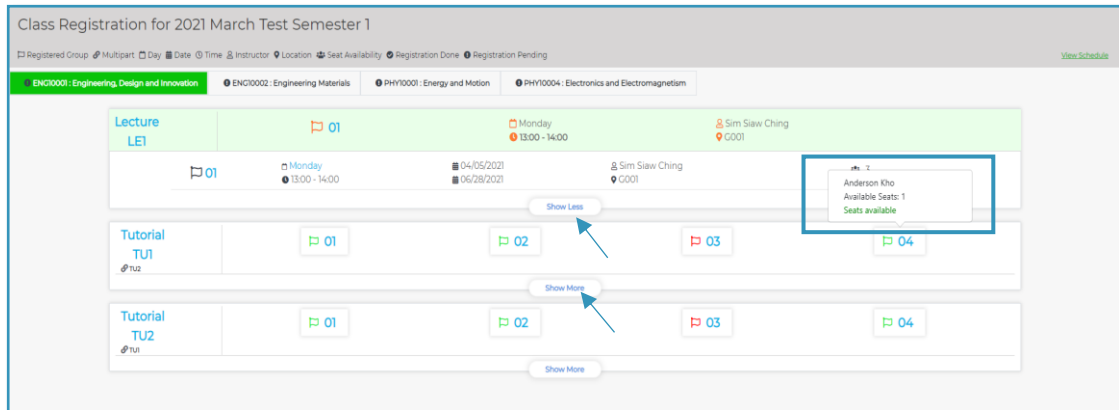 Class Registration for 2021 March Test Semester 1
Registered Group Multipart Day Date Time Instructor Location Seat Availability Registration Done Registration Pending
View Schedule
ENG10001 : Engineering, Design and Innovation ENG10002 : Engineering Materials PHY10001 : Energy and Motion PHY10004 : Electronics and Electromagnetism
Lecture
LE1
01
Monday
13:00 - 14:00
Sim Siaw Ching
G001
01
Monday
13:00 - 14:00
04/05/2021
06/28/2021
Sim Siaw Ching
G001
Anderson Kho
Available Seats: 1
Seats available
Show Less
Tutorial
TU1
TU2
01 02 03 04
Show More
Tutorial
TU2
TU1
01 02 03 04
Show More